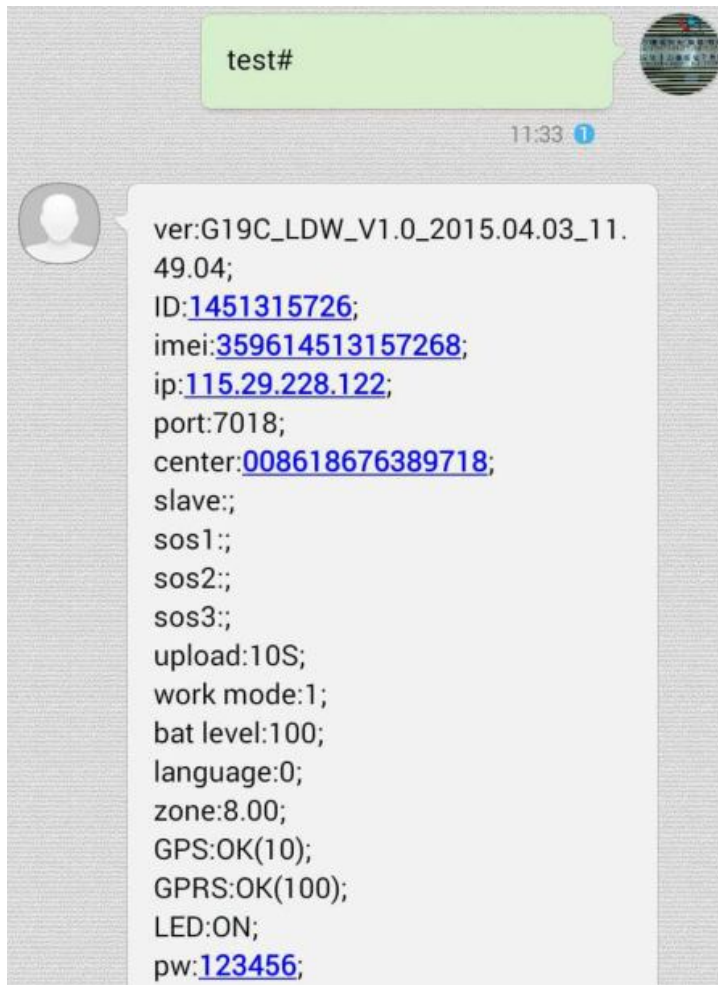 test#
11:33 1
ver:G19C_LDW_V1.0_2015.04.03_11.
49.04;
ID:1451315726;
imei:359614513157268;
ip:115.29.228.122;
port:7018;
center:008618676389718;
slave:;
sos1:;
sos2:;
sos3:;
upload:10S;
work mode:1;
bat level:100;
language:0;
zone:8.00;
GPS:OK(10);
GPRS:OK(100);
LED:ON;
pw:123456;